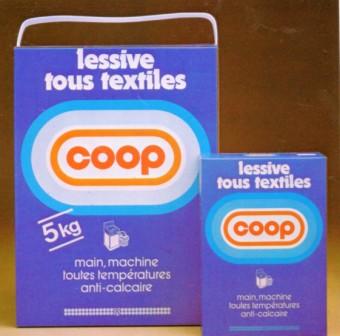 lessive
tous textiles
coop
5kg
main, machine
toutes températures
anti-calcaire
lessive
tous textiles
coop
main, machine
toutes températures
anti-calcaire